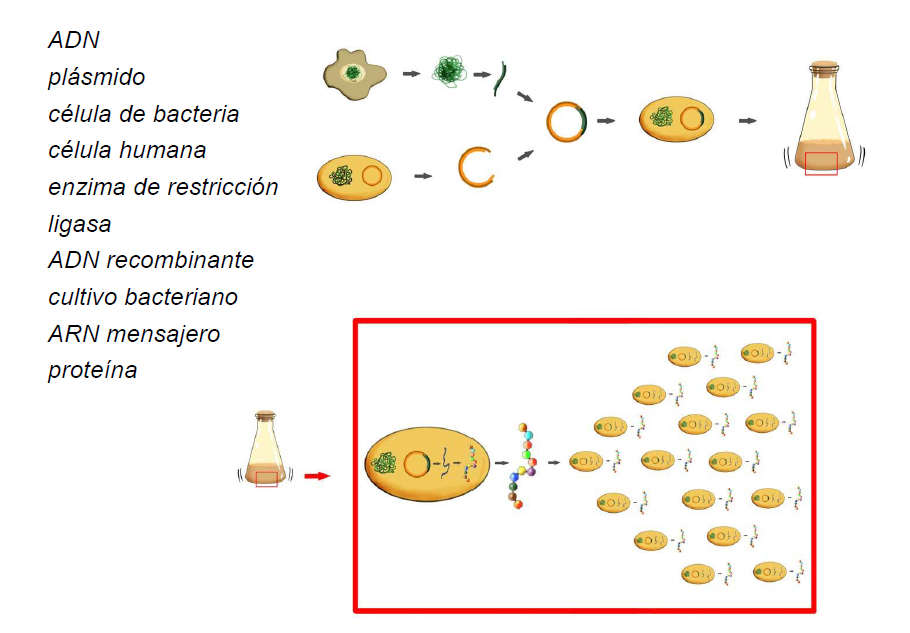 ADN
plásmido
célula de bacteria
célula humana
enzima de restricción
ligasa
ADN recombinante
cultivo bacteriano
ARN mensajero
proteína